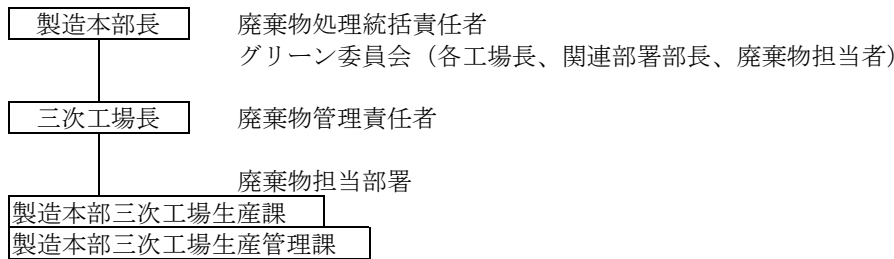 製造本部長 廃棄物処理統括責任者
グリーン委員会（各工場長、関連部署部長、廃棄物担当者）
三次工場長 廃棄物管理責任者
廃棄物担当部署
製造本部三次工場生産課
製造本部三次工場生産管理課